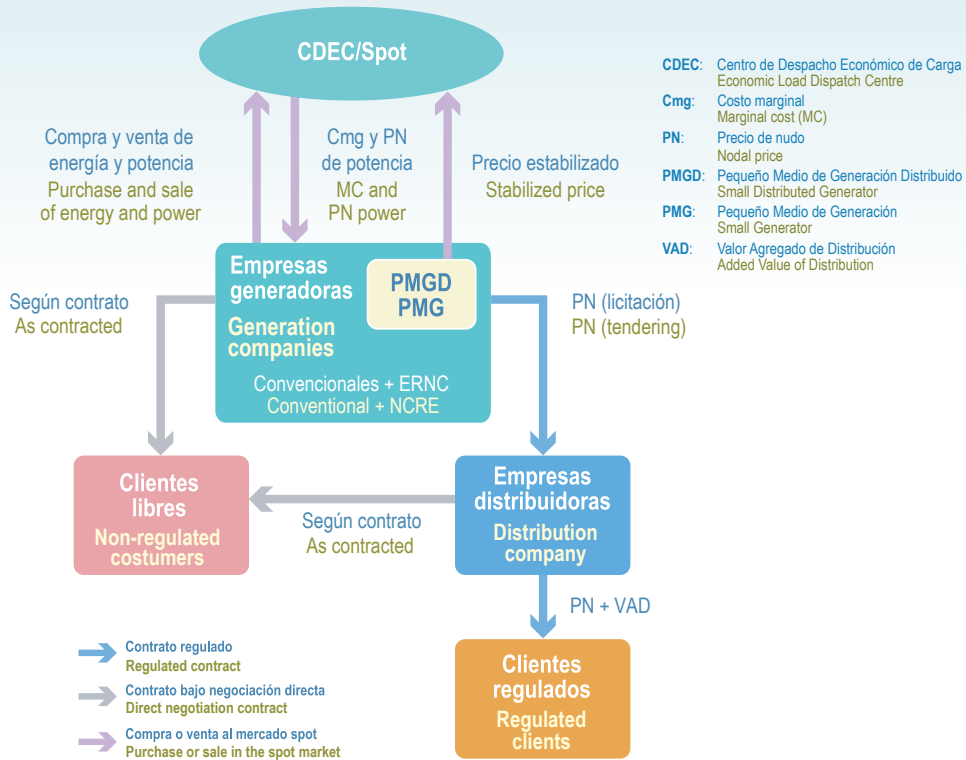 CDEC/Spot
CDEC: Centro de Despacho Económico de Carga
Economic Load Dispatch Centre
Cmg: Costo marginal
Marginal cost (MC)
PN: Precio de nudo
Nodal price
PMGD: Pequeño Medio de Generación Distribuido
Small Distributed Generator
PMG: Pequeño Medio de Generación
Small Generator
VAD: Valor Agregado de Distribución
Added Value of Distribution
Compra y venta de
energía y potencia
Purchase and sale
of energy and power
Cmg y PN
de potencia
MC and
PN power
Precio estabilizado
Stabilized price
Empresas
generadoras
Generation
companies
PMGD
PMG
Convencionales + ERNC
Conventional + NCRE
Según contrato
As contracted
PN (licitación)
PN (tendering)
Clientes
libres
Non-regulated
costumers
Según contrato
As contracted
Empresas
distribuidoras
Distribution
company
PN + VAD
Clientes
regulados
Regulated
clients
Contrato regulado
Regulated contract
Contrato bajo negociación directa
Direct negotiation contract
Compra o venta al mercado spot
Purchase or sale in the spot market